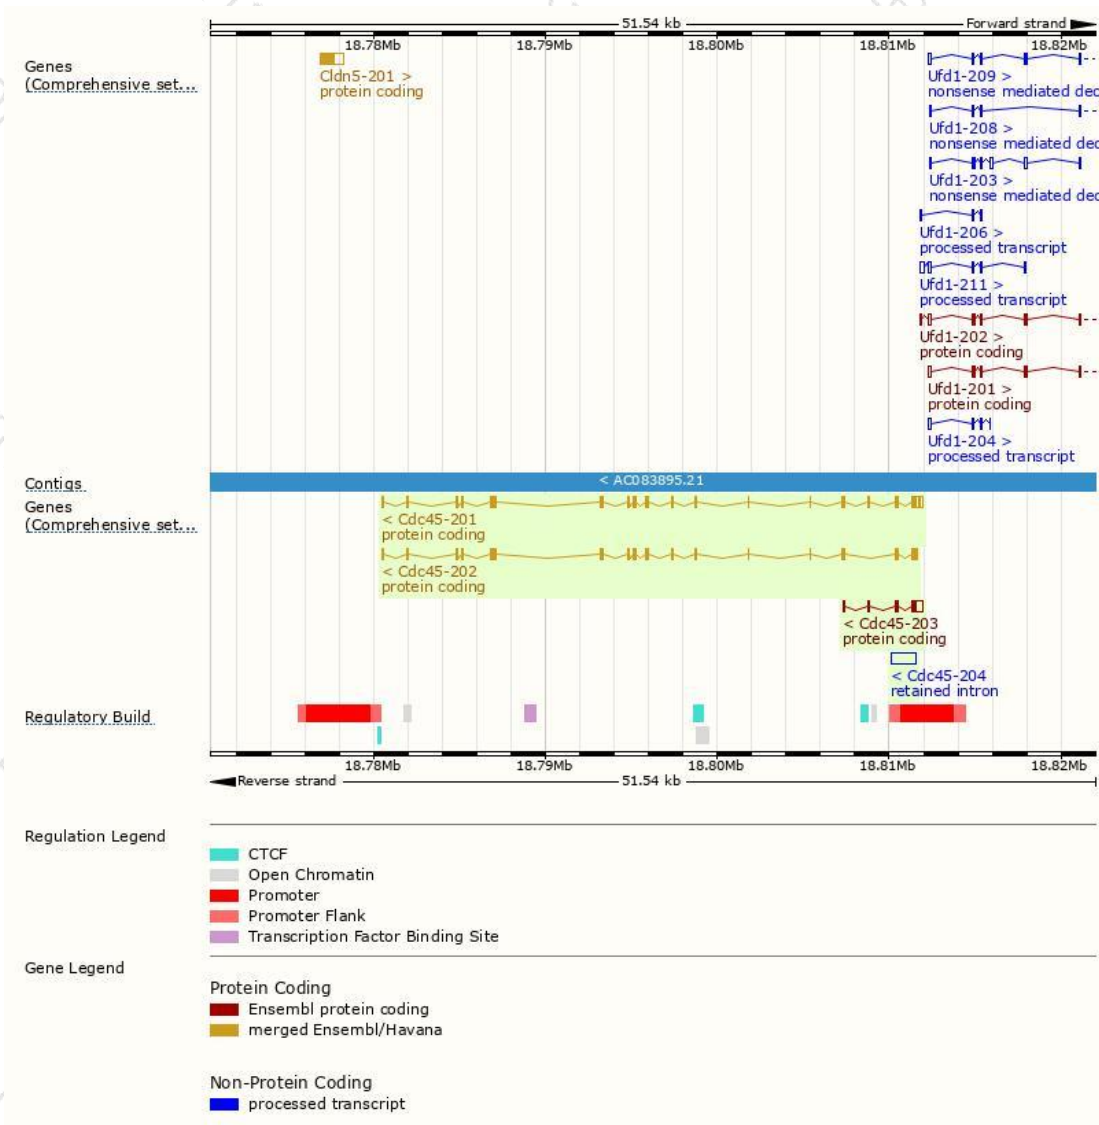 51.54 kb Forward strand
18.78Mb 18.79Mb 18.80Mb 18.81Mb 18.82Mb
Genes
(Comprehensive set...
Cldn5-201 >
protein coding
Ufd1-209 >
nonsense mediated dec
Ufd1-208 >
nonsense mediated dec
Ufd1-203 >
nonsense mediated dec
Ufd1-206 >
processed transcript
Ufd1-211 >
processed transcript
Ufd1-202 >
protein coding
Ufd1-201 >
protein coding
Ufd1-204 >
processed transcript
Contigs < AC083895.21
Genes
(Comprehensive set...
< Cdc45-201
protein coding
< Cdc45-202
protein coding
< Cdc45-203
protein coding
< Cdc45-204
retained intron
Regulatory Build
18.78Mb 18.79Mb 18.80Mb 18.81Mb 18.82Mb
Reverse strand 51.54 kb
Regulation Legend
CTCF
Open Chromatin
Promoter
Promoter Flank
Transcription Factor Binding Site
Gene Legend
Protein Coding
Ensembl protein coding
merged Ensembl/Havana
Non-Protein Coding
processed transcript